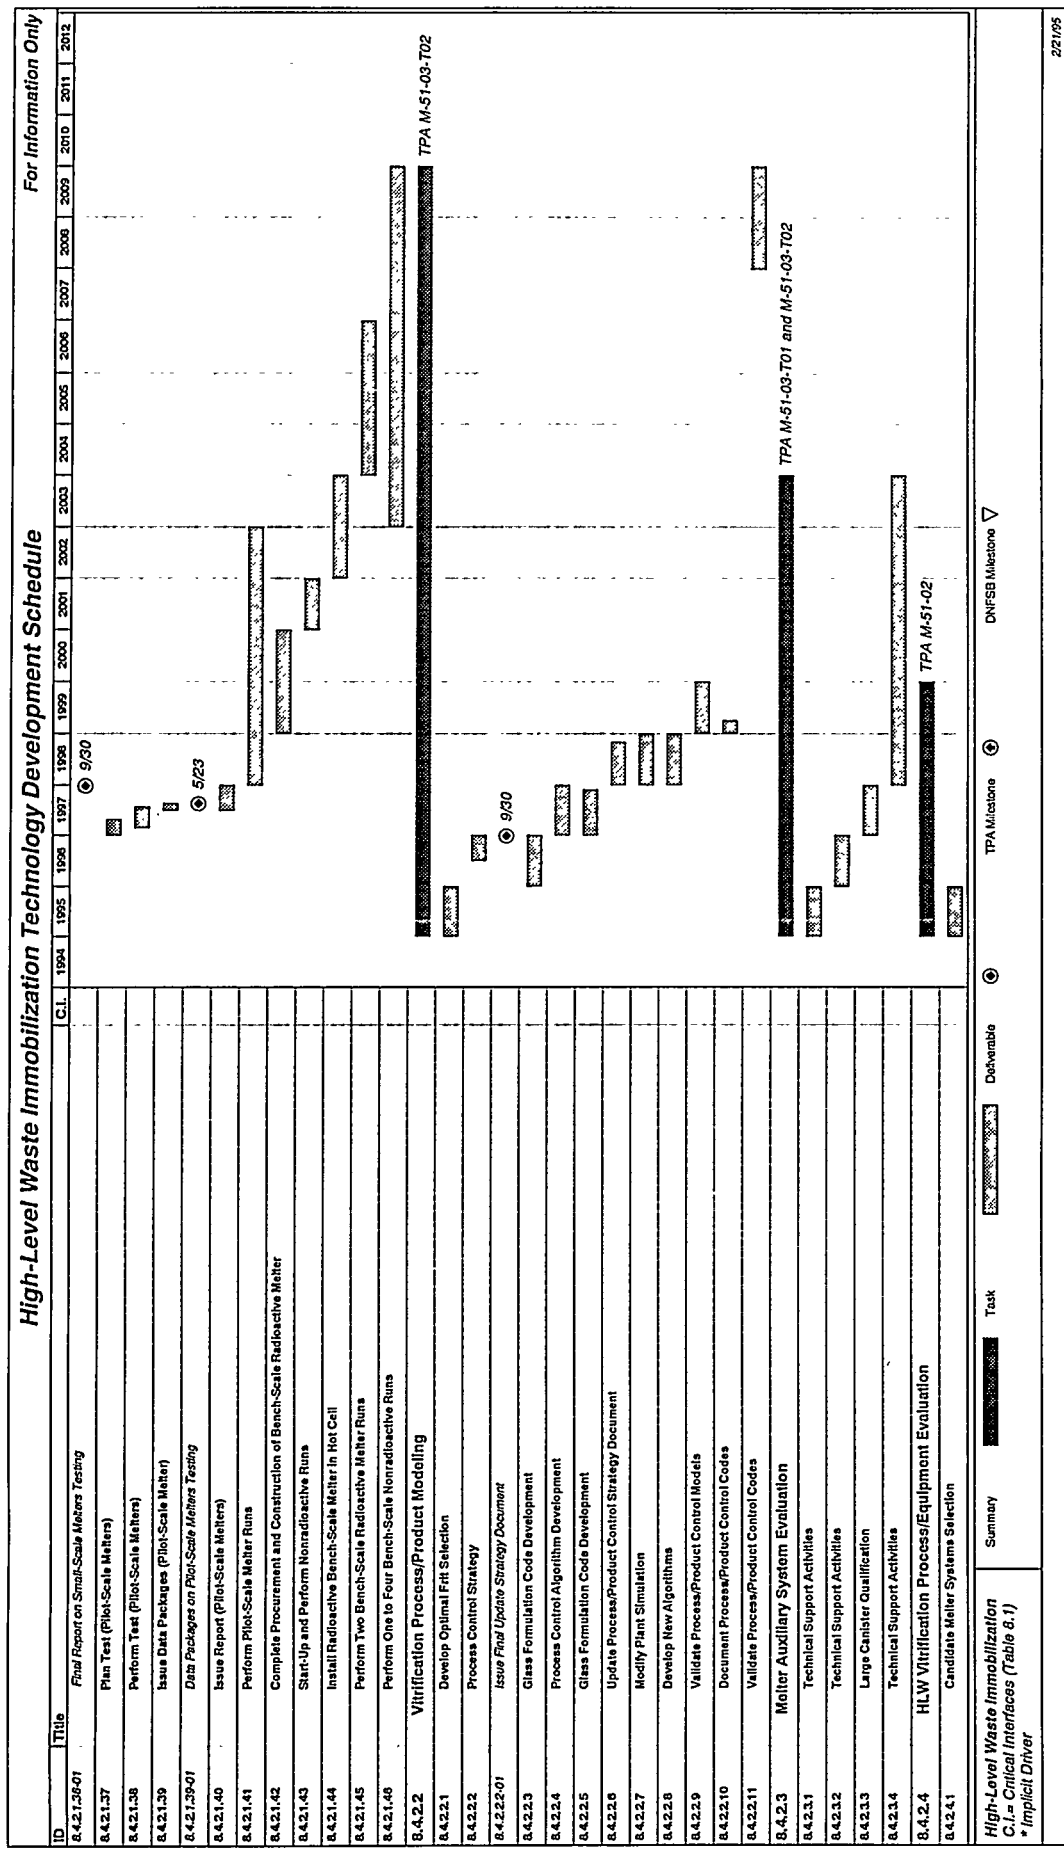 High-Level Waste Immobilization Technology Development Schedule
For Information Only
ID Title C.I. 1994 1995 1996 1997 1998 1999 2000 2001 2002 2003 2004 2005 2006 2007 2008 2009 2010 2011 2012
8.4.2.1.36-01 Final Report on Small-Scale Melters Testing 9/30
8.4.2.1.37 Plan Test (Pilot-Scale Melters)
8.4.2.1.38 Perform Test (Pilot-Scale Melters)
8.4.2.1.39 Issue Data Packages (Pilot-Scale Melter)
8.4.2.1.39-01 Data Packages on Pilot-Scale Melters Testing 5/23
8.4.2.1.40 Issue Report (Pilot-Scale Melters)
8.4.2.1.41 Perform Pilot-Scale Melter Runs
8.4.2.1.42 Complete Procurement and Construction of Bench-Scale Radioactive Melter
8.4.2.1.43 Start-Up and Perform Nonradioactive Runs
8.4.2.1.44 Install Radioactive Bench-Scale Melter in Hot Cell
8.4.2.1.45 Perform Two Bench-Scale Radioactive Melter Runs
8.4.2.1.46 Perform One to Four Bench-Scale Nonradioactive Runs
8.4.2.2 Vitrification Process/Product Modeling TPA M-51-03-T02
8.4.2.2.1 Develop Optimal Frit Selection
8.4.2.2.2 Process Control Strategy
8.4.2.2.2-01 Issue Final Update Strategy Document 9/30
8.4.2.2.3 Glass Formulation Code Development
8.4.2.2.4 Process Control Algorithm Development
8.4.2.2.5 Glass Formulation Code Development
8.4.2.2.6 Update Process/Product Control Strategy Document
8.4.2.2.7 Modify Plant Simulation
8.4.2.2.8 Develop New Algorithms
8.4.2.2.9 Validate Process/Product Control Models
8.4.2.2.10 Document Process/Product Control Codes
8.4.2.2.11 Validate Process/Product Control Codes
8.4.2.3 Melter Auxiliary System Evaluation TPA M-51-03-T01 and M-51-03-T02
8.4.2.3.1 Technical Support Activities
8.4.2.3.2 Technical Support Activities
8.4.2.3.3 Large Canister Qualification
8.4.2.3.4 Technical Support Activities
8.4.2.4 HLW Vitrification Process/Equipment Evaluation TPA M-51-02
8.4.2.4.1 Candidate Melter Systems Selection
High-Level Waste Immobilization
C.I.= Critical Interfaces (Table 8.1)
* Implicit Driver
Summary Task Deliverable TPA Milestone DNFSB Milestone
2/21/95